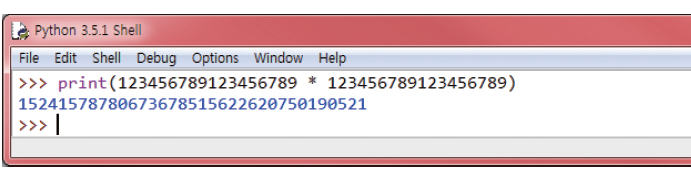 Python 3.5.1 Shell
File Edit Shell Debug Options Window Help
>>> print(123456789123456789 * 123456789123456789)
15241578780673678515622620750190521
>>>